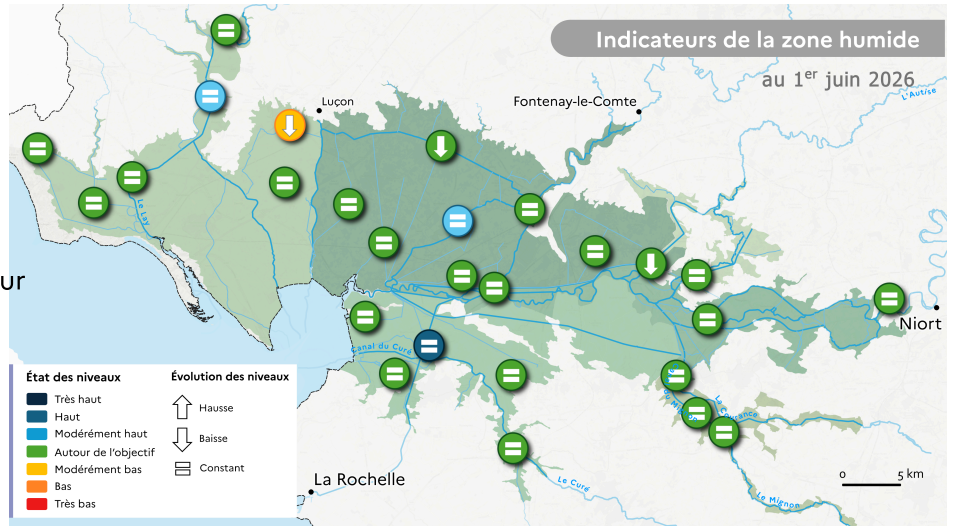 Indicateurs de la zone humide
au 1er juin 2026
Luçon
Fontenay-le-Comte
L'Autise
Le Lay
ur
Niort
Canal du Curé
du Mignon
La Courance
La Rochelle
Le Curé
Le Mignon
0 5 km
État des niveaux
Très haut
Haut
Modérément haut
Autour de l'objectif
Modérément bas
Bas
Très bas
Évolution des niveaux
Hausse
Baisse
Constant